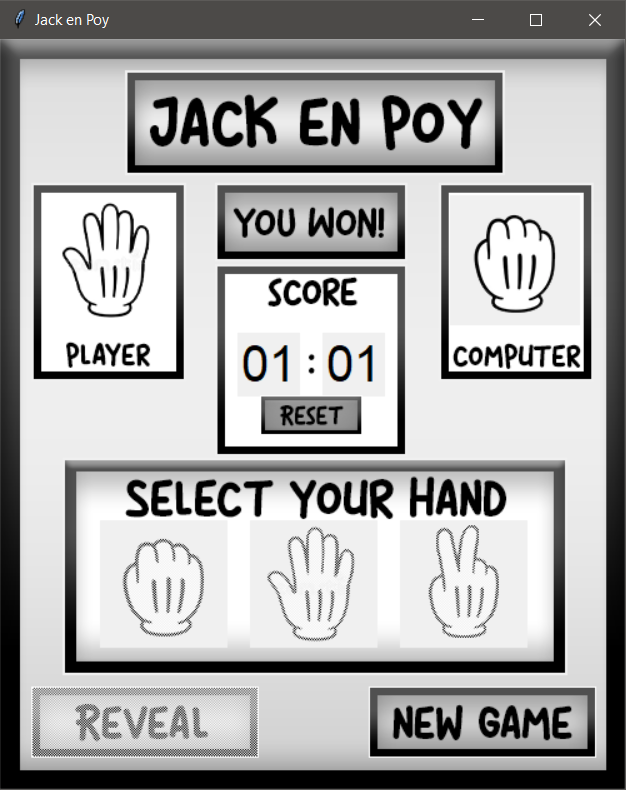 Jack en Poy
JACK EN POY
YOU WON!
PLAYER
SCORE
01 : 01
RESET
COMPUTER
SELECT YOUR HAND
REVEAL
NEW GAME